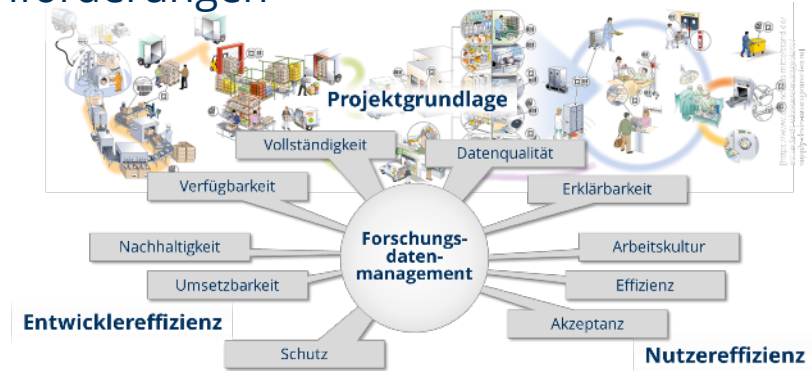 Projektgrundlage
Vollständigkeit
Datenqualität
Verfügbarkeit
Erklärbarkeit
Forschungs-
daten-
management
Nachhaltigkeit
Arbeitskultur
Umsetzbarkeit
Effizienz
Entwicklereffizienz
Akzeptanz
Schutz
Nutzereffizienz